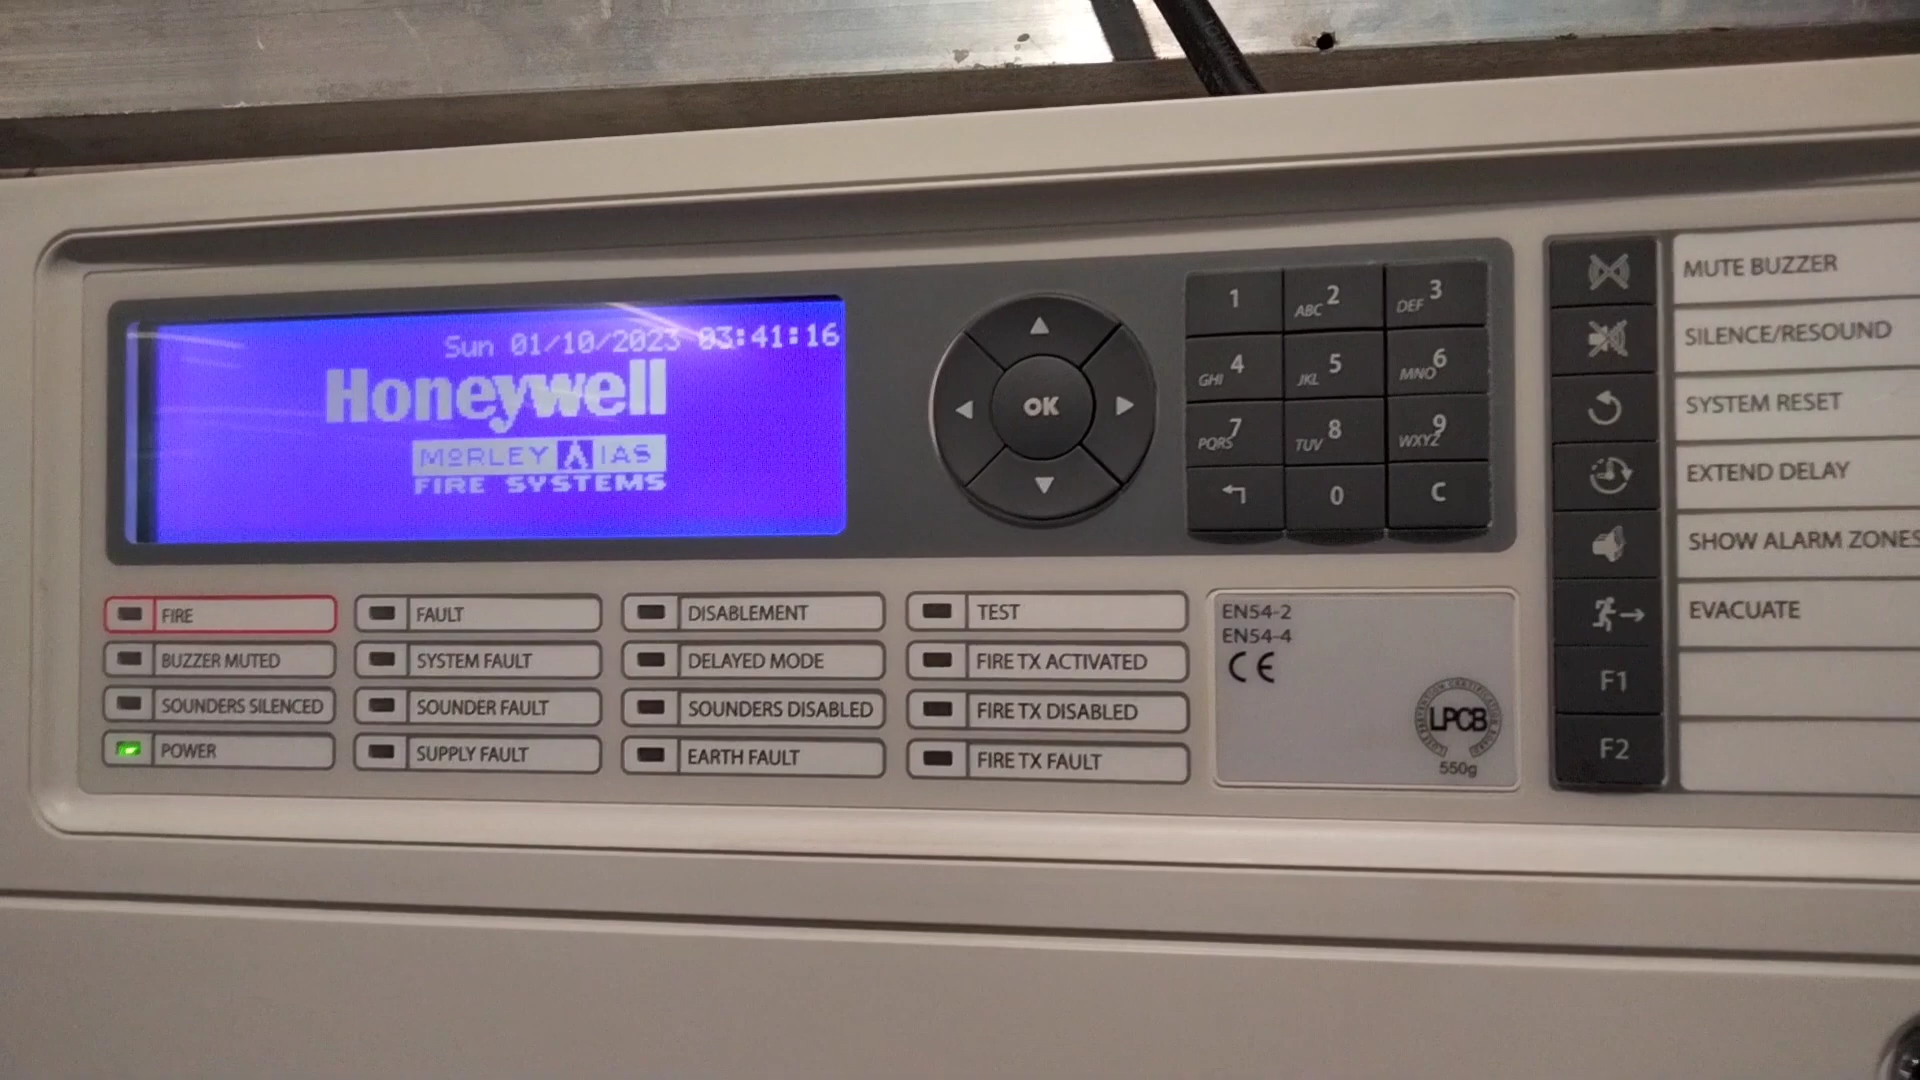 Sun 01/10/2023 03:41:16
Honeywell
MORLEY IAS
FIRE SYSTEMS
OK
1
ABC 2
DEF 3
GHI 4
JKL 5
MNO 6
PQRS 7
TUV 8
WXYZ 9
0
C
MUTE BUZZER
SILENCE/RESOUND
SYSTEM RESET
EXTEND DELAY
SHOW ALARM ZONES
EVACUATE
F1
F2
FIRE
BUZZER MUTED
SOUNDERS SILENCED
POWER
FAULT
SYSTEM FAULT
SOUNDER FAULT
SUPPLY FAULT
DISABLEMENT
DELAYED MODE
SOUNDERS DISABLED
EARTH FAULT
TEST
FIRE TX ACTIVATED
FIRE TX DISABLED
FIRE TX FAULT
EN54-2
EN54-4
CE
LPCB
550g